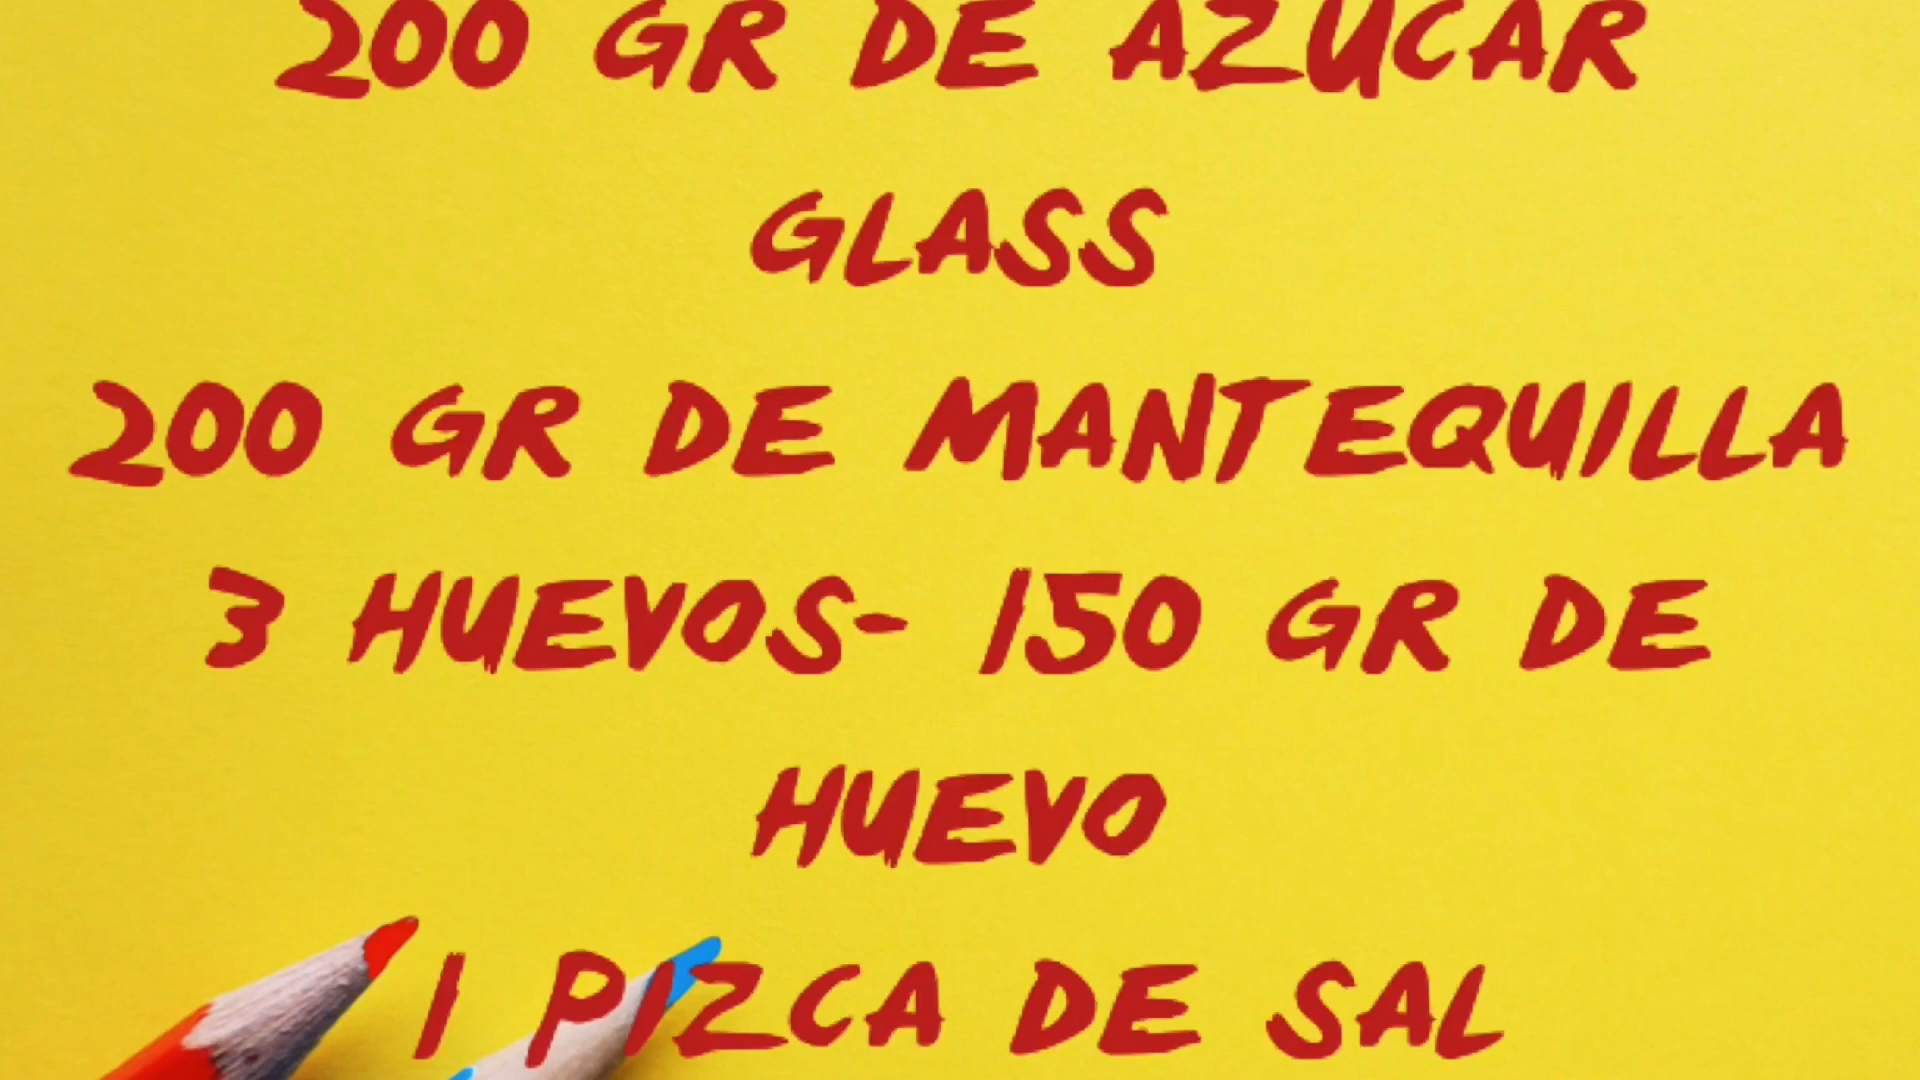 200 GR DE AZUCAR
GLASS
200 GR DE MANTEQUILLA
3 HUEVOS- 150 GR DE
HUEVO
1 PIZCA DE SAL